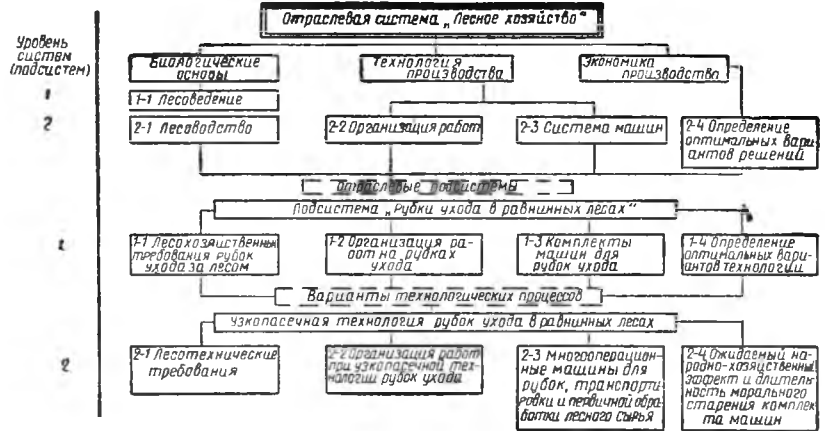 Отраслевая система „Лесное хозяйство"
Уровень
систем
(подсистем)
Биологические
основы
Технология
производства
Экономика
производства
1
1-1 Лесоведение
2
2-1 Лесоводство
2-2 Организация работ
2-3 Система машин
2-4 Определение
оптимальных вари
антов решений
отраслевые подсистемы
Подсистема „Рубки ухода в равнинных лесах"
1
1-1 Лесохозяйственные
требования рубок
ухода за лесом
1-2 Организация ра-
бот на рубках
ухода
1-3 Комплекты
машин для
рубок ухода
1-4 Определение
оптимальных вари-
антов технологии
Варианты технологических процессов
Узкопасечная технология рубок ухода в равнинных лесах
2
2-1 Лесотехнические
требования
2-2 Организация работ
при узкопасечной тех-
нологии рубок ухода
2-3 Многооперацион-
ные машины для
рубок, транспорти
ровки и первичной обра
ботки лесного сырья
2-4 Ожидаемый на-
родно-хозяйственный
эффект и длитель-
ность морального
старения комплек
та машин